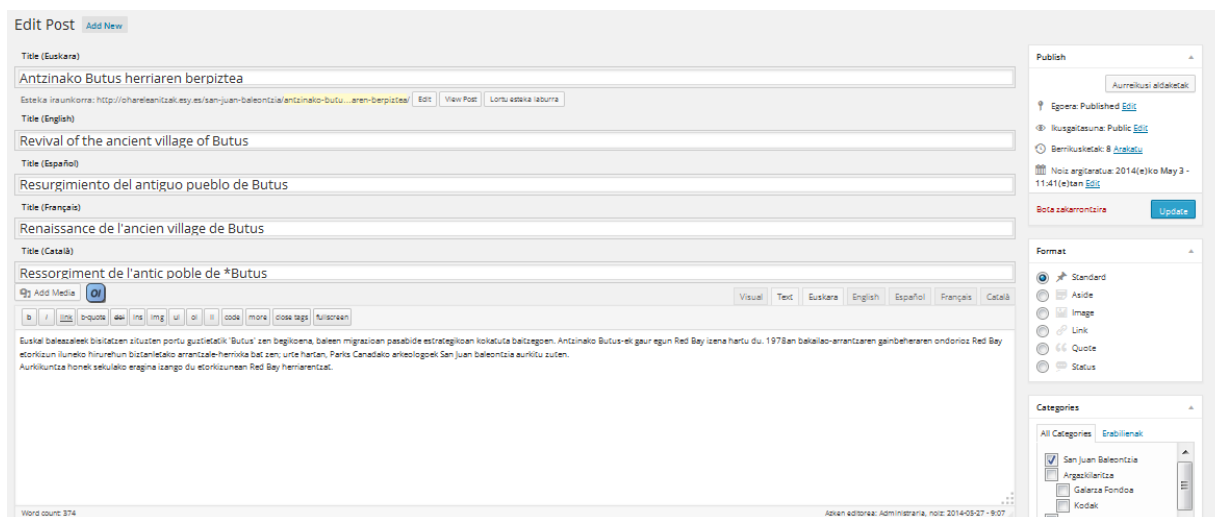 Edit Post Add New
Title (Euskara)
Antzinako Butus herriaren berpiztea
Esteka iraunkorra: http://ohareleanitzak.esy.es/san-juan-baleontzia/antzinako-butu...aren-berpiztea/ Edit View Post Lortu esteka laburra
Title (English)
Revival of the ancient village of Butus
Title (Español)
Resurgimiento del antiguo pueblo de Butus
Title (Français)
Renaissance de l'ancien village de Butus
Title (Català)
Ressorgiment de l'antic poble de *Butus
Add Media OI
Visual Text Euskara English Español Français Català
b i link b-quote del ins img ul ol li code more close tags fullscreen
Euskal baleazaleek bisitatzen zituzten portu guztietatik 'Butus' zen begikoena, baleen migrazioan pasabide estrategikoan kokatuta baitzegoen. Antzinako Butus-ek gaur egun Red Bay izena hartu du. 1978an bakailao-arrantzaren gainbeheraren ondorioz Red Bay
etorkizun iluneko hirurehun biztanletako arrantzale-herrixka bat zen; urte hartan, Parks Canadako arkeologoek San Juan baleontzia aurkitu zuten.
Aurkikuntza honek sekulako eragina izango du etorkizunean Red Bay herriarentzat.
Word count: 374
Azken editorea: Administraria, noiz: 2014-05-27 - 9:07
Publish
Aurreikusi aldaketak
Egoera: Published Edit
Ikusgaitasuna: Public Edit
Berrikusketak: 8 Arakatu
Noiz argitaratua: 2014(e)ko May 3 -
11:41(e)tan Edit
Bota zakarrontzira Update
Format
Standard
Aside
Image
Link
Quote
Status
Categories
All Categories Erabilienak
San Juan Baleontzia
Argazkilaritza
Galarza Fondoa
Kodak